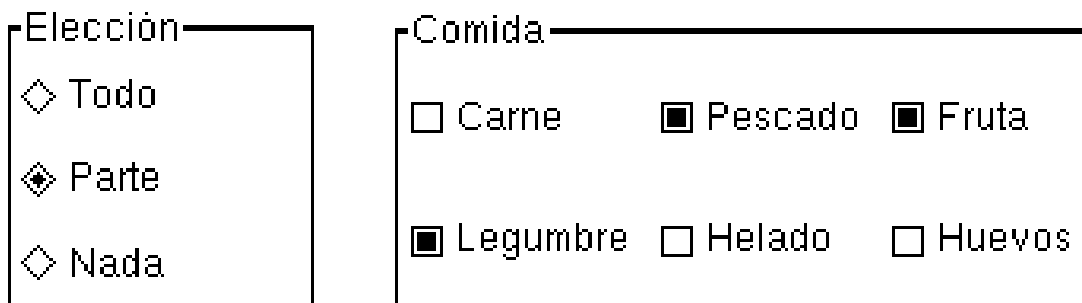 Elección
Todo
Parte
Nada
Comida
Carne Pescado Fruta
Legumbre Helado Huevos